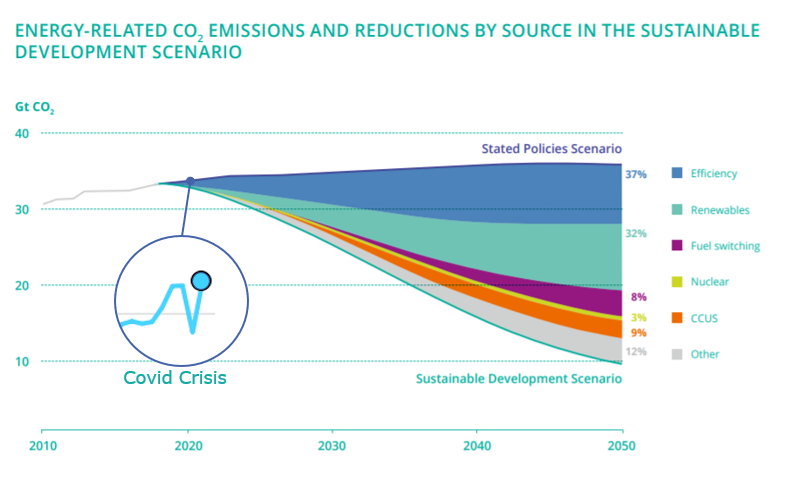 ENERGY-RELATED CO₂ EMISSIONS AND REDUCTIONS BY SOURCE IN THE SUSTAINABLE
DEVELOPMENT SCENARIO
Gt CO₂
40
30
20
10
Stated Policies Scenario
37%
32%
8%
3%
9%
12%
Efficiency
Renewables
Fuel switching
Nuclear
CCUS
Other
Covid Crisis
Sustainable Development Scenario
2010
2020
2030
2040
2050